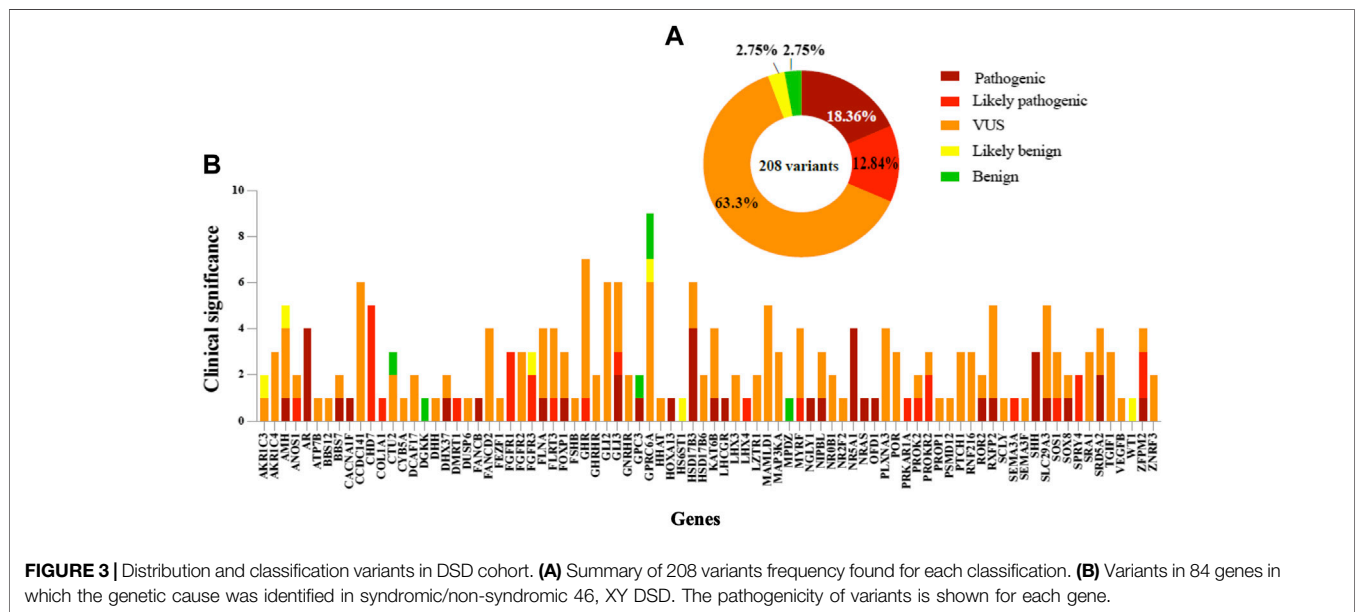 A
2.75% 2.75%
18.36%
12.84%
63.3%
208 variants
Pathogenic
Likely pathogenic
VUS
Likely benign
Benign
B
Clinical significance
10
8
6
4
2
0
AKR1C3
AKR1C4
AMH
ANOS1
AR
ATP7B
BBS12
BBS7
CACNA1F
CCDC141
CHD7
COL1A1
CTU2
CYB5A
DCAF17
DGKK
DHH
DHX37
DMRT1
DUSP6
FANCB
FANCD2
FEZF1
FGFR1
FGFR2
FGFR3
FLNA
FLRT3
FOXP1
FSHB
GHR
GHRHR
GLI2
GLI3
GNRHR
GPC3
GPRC6A
HHAT
HOXA13
HS6ST1
HSD17B3
HSD17B6
KAT6B
LHCGR
LHX3
LHX4
LZTR1
MAMLD1
MAP3KA
MPDZ
MYRF
NGLY1
NIPBL
NR0B1
NR2F2
NR5A1
NRAS
OFD1
PLXNA3
POR
PRKAR1A
PROK2
PROKR2
PROP1
PSMD12
PTCH1
RNF216
ROR2
RXFP2
SCLY
SEMA3A
SEMA3F
SHH
SLC29A3
SOS1
SOX8
SPRY4
SRA1
SRD5A2
TGIF1
VEGFB
WT1
ZFPM2
ZNRF3
Genes
FIGURE 3 | Distribution and classification variants in DSD cohort. (A) Summary of 208 variants frequency found for each classification. (B) Variants in 84 genes in
which the genetic cause was identified in syndromic/non-syndromic 46, XY DSD. The pathogenicity of variants is shown for each gene.